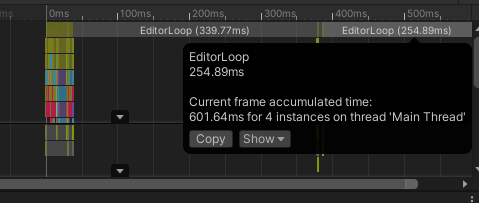 0ms 100ms 200ms 300ms 400ms 500ms
EditorLoop (339.77ms) EditorLoop (254.89ms)
EditorLoop
254.89ms
Current frame accumulated time:
601.64ms for 4 instances on thread 'Main Thread'
Copy Show